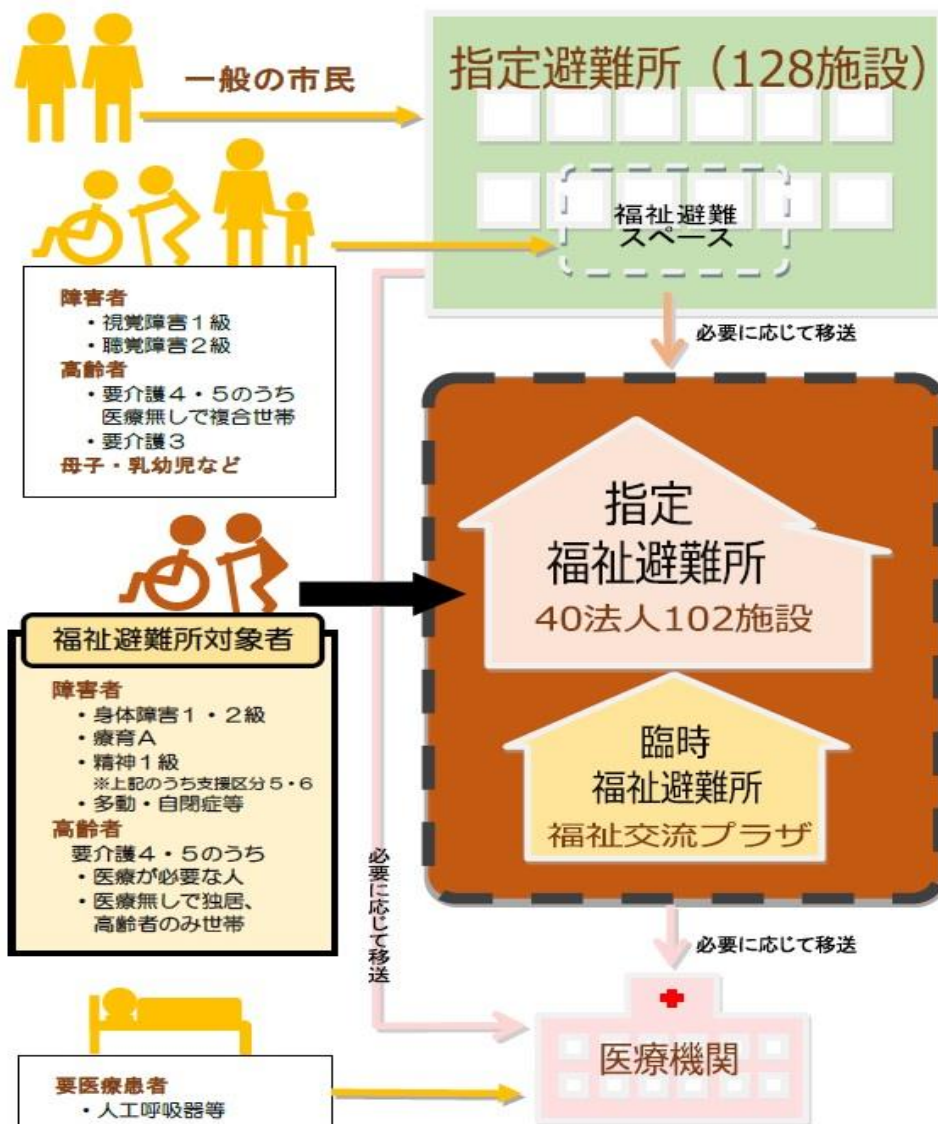 一般の市民
指定避難所（128施設）
福祉避難
スペース
障害者
・視覚障害１級
・聴覚障害２級
高齢者
・要介護４・５のうち
医療無しで複合世帯
・要介護３
母子・乳幼児など
必要に応じて移送
指定
福祉避難所
40法人102施設
臨時
福祉避難所
福祉交流プラザ
福祉避難所対象者
障害者
・身体障害１・２級
・療育Ａ
・精神１級
※上記のうち支援区分５・６
・多動・自閉症等
高齢者
要介護４・５のうち
・医療が必要な人
・医療無しで独居、
高齢者のみ世帯
必要に応じて移送
必要に応じて移送
医療機関
要医療患者
・人工呼吸器等